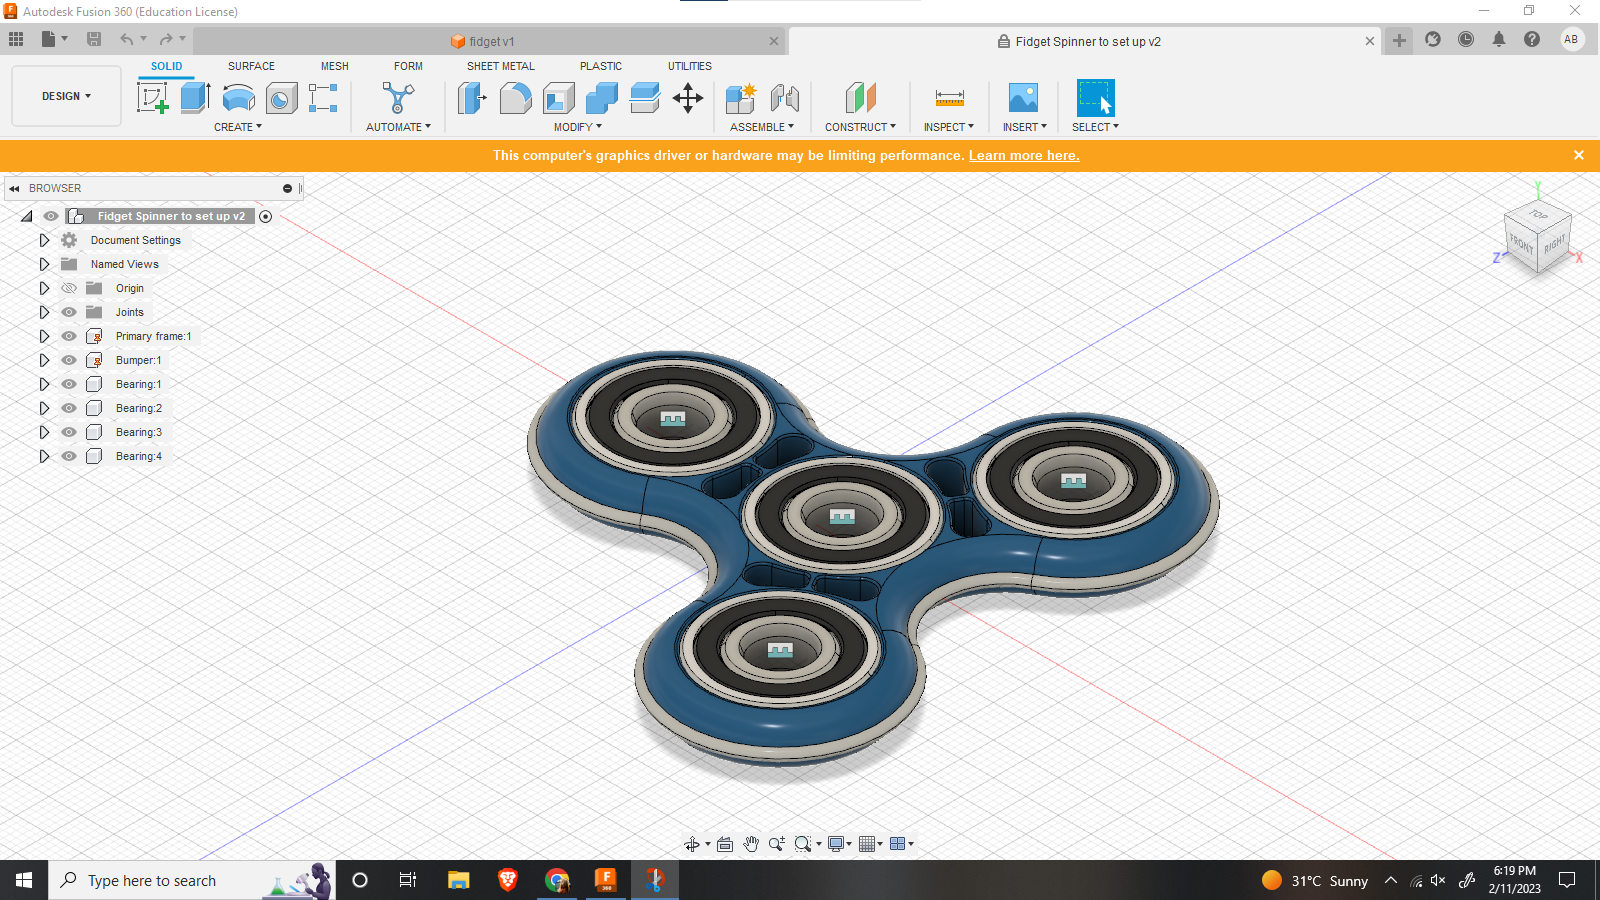 Autodesk Fusion 360 (Education License)
fidget v1
Fidget Spinner to set up v2
AB
SOLID SURFACE MESH FORM SHEET METAL PLASTIC UTILITIES
DESIGN
CREATE AUTOMATE MODIFY ASSEMBLE CONSTRUCT INSPECT INSERT SELECT
This computer's graphics driver or hardware may be limiting performance. Learn more here.
BROWSER
Fidget Spinner to set up v2
Document Settings
Named Views
Origin
Joints
Primary frame:1
Bumper:1
Bearing:1
Bearing:2
Bearing:3
Bearing:4
Y
TOP
FRONT RIGHT
Z X
Type here to search
F
360
31°C Sunny
6:19 PM
2/11/2023